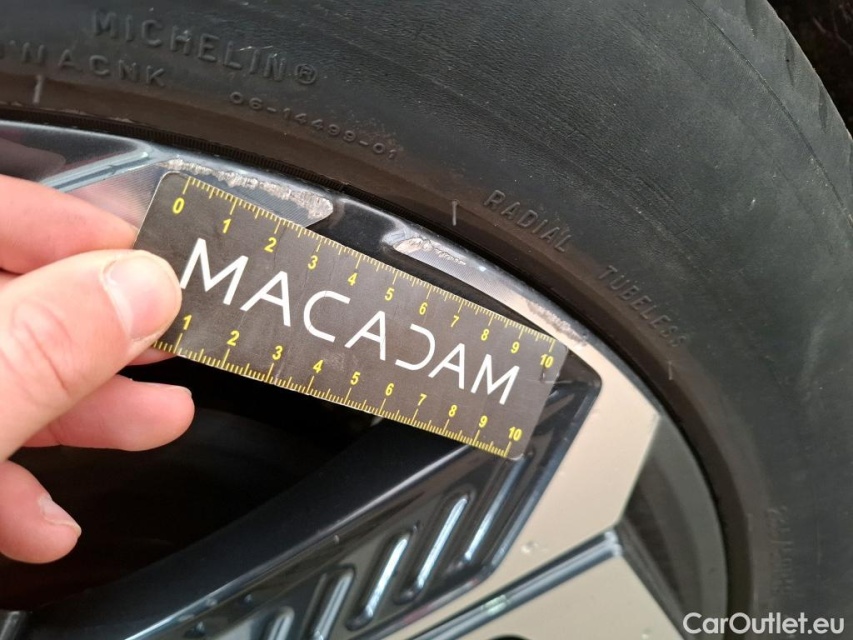 MICHELIN®
06-14499-01
RADIAL TUBELESS
0 1 2 3 4 5 6 7 8 9 10
MACADAM
1 2 3 4 5 6 7 8 9 10
CarOutlet.eu